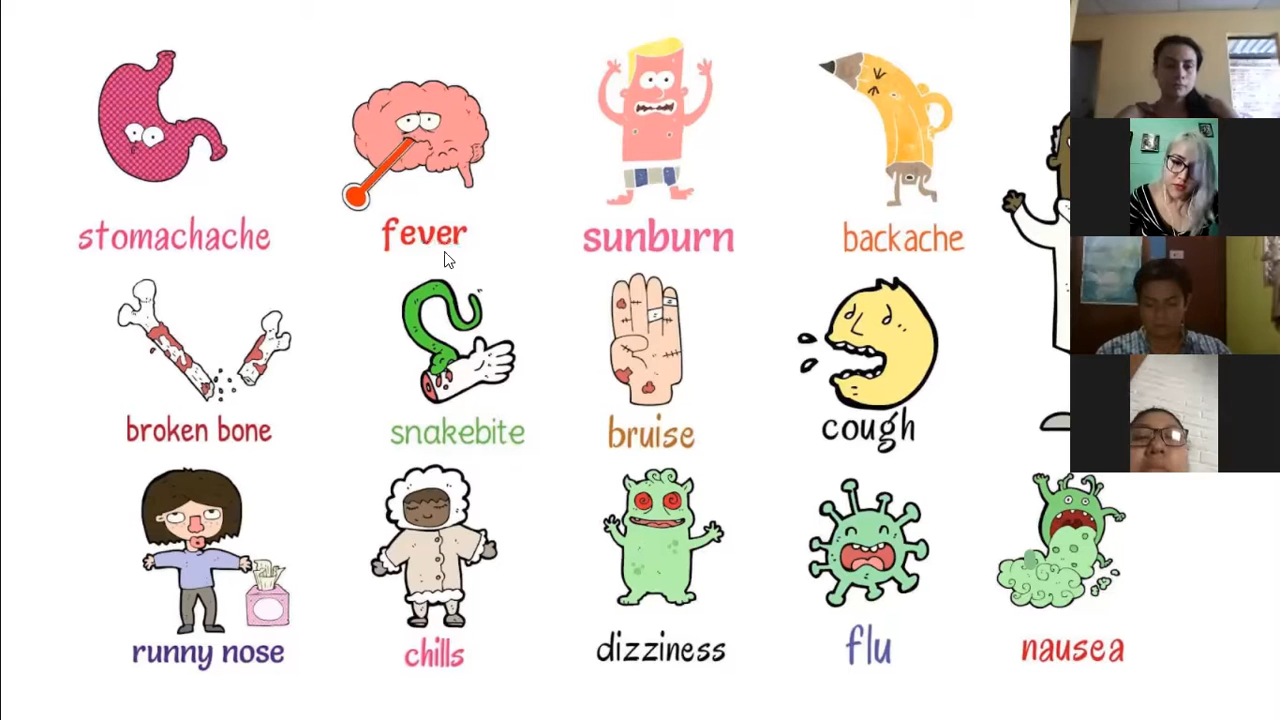 stomachache
fever
sunburn
backache
broken bone
snakebite
bruise
cough
runny nose
chills
dizziness
flu
nausea